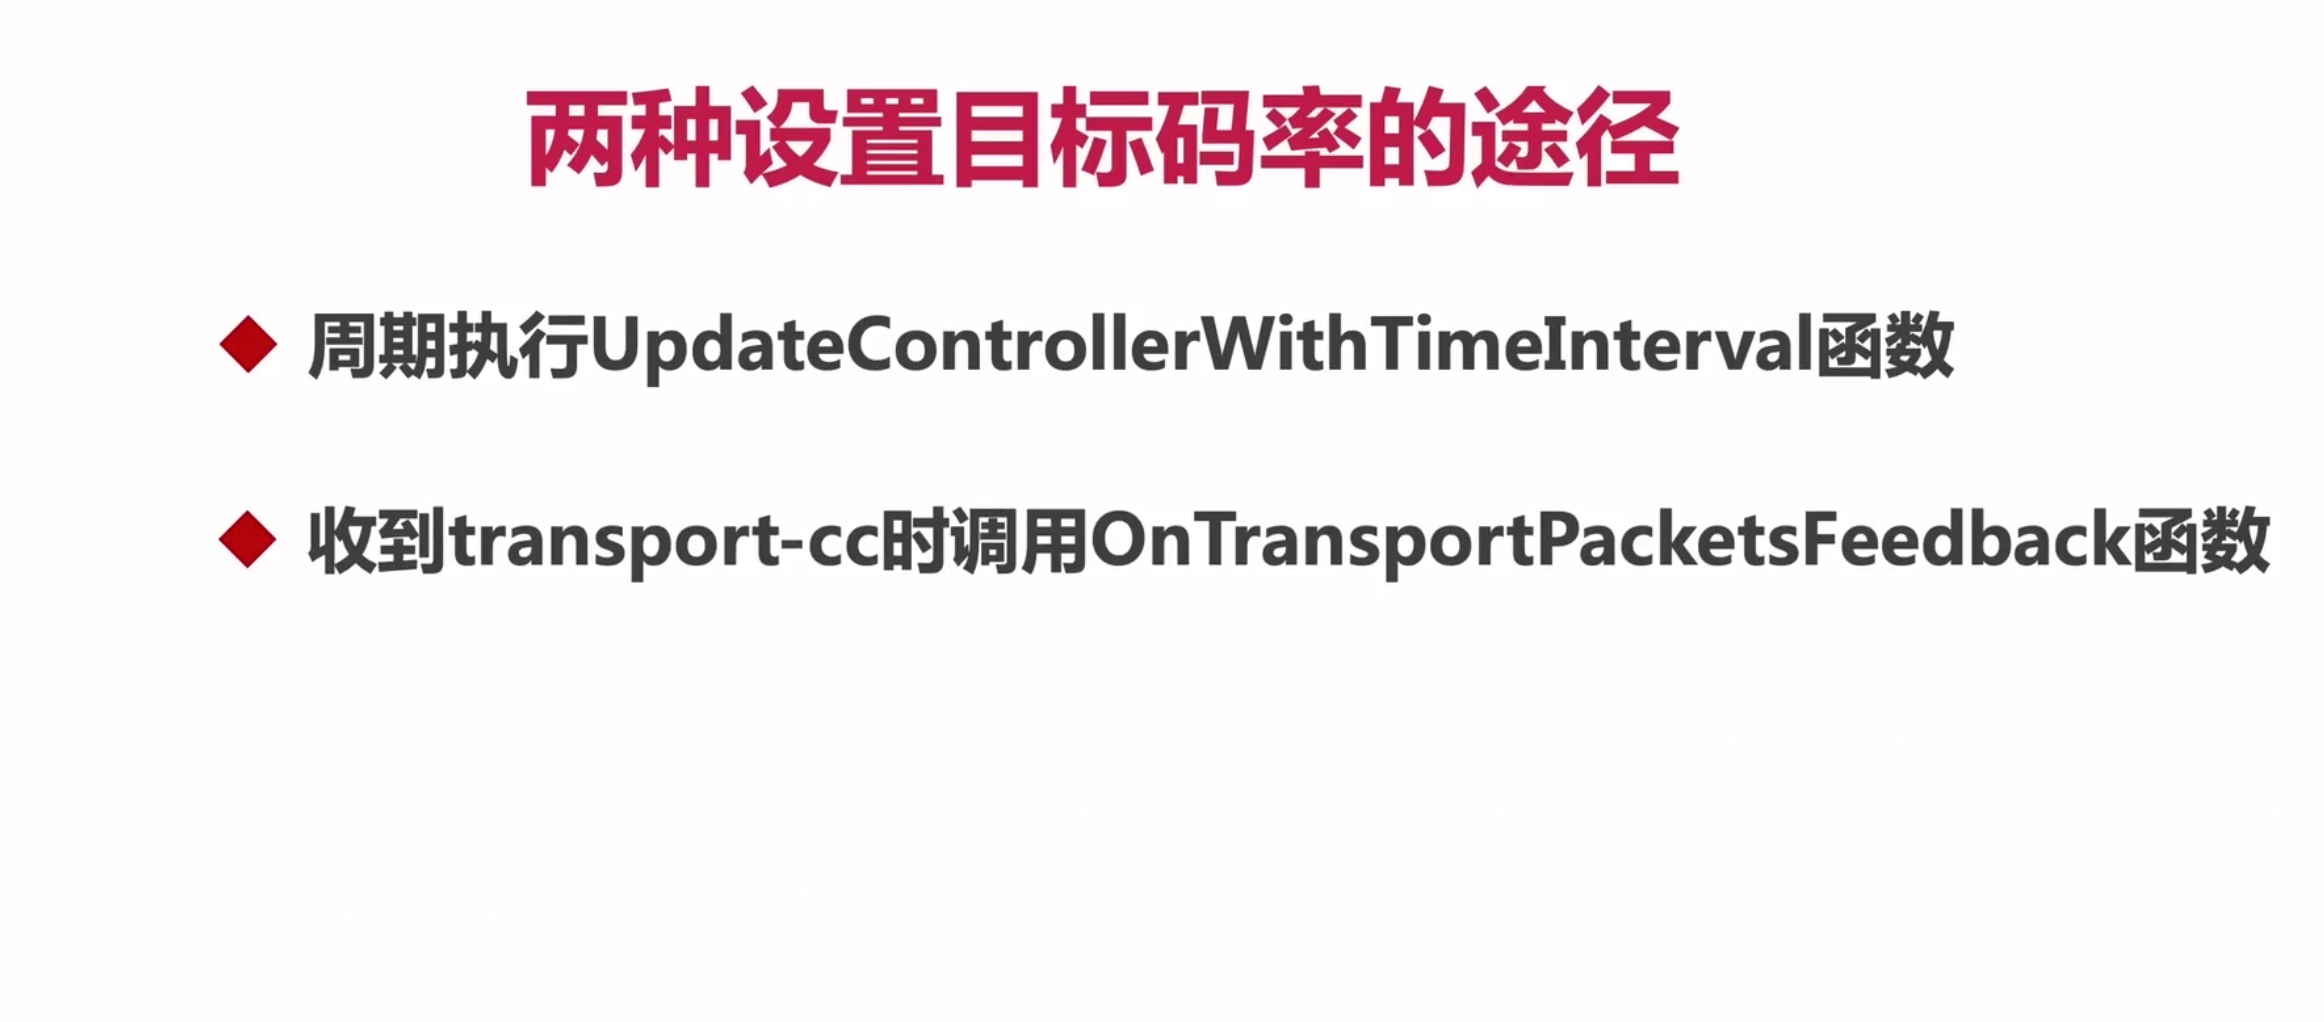 两种设置目标码率的途径
周期执行UpdateControllerWithTimeInterval函数
收到transport-cc时调用OnTransportPacketsFeedback函数